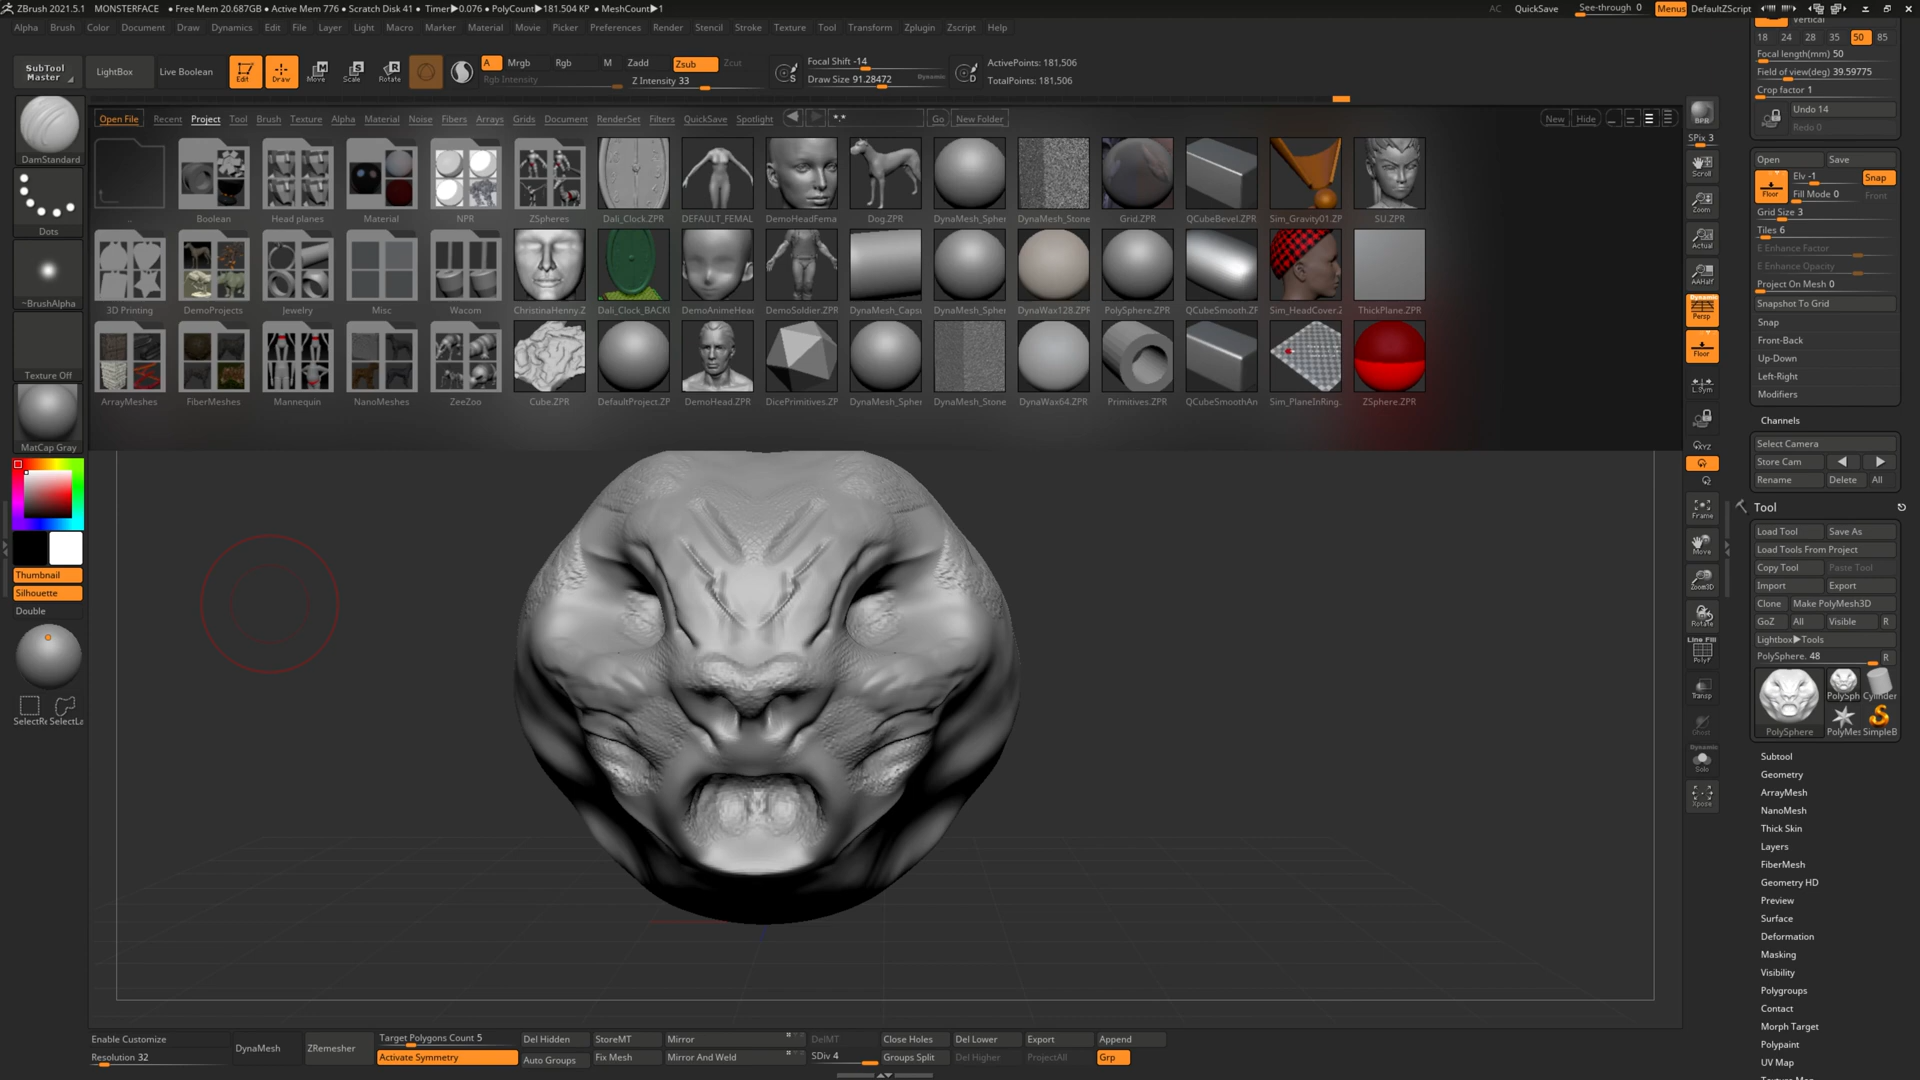 ZBrush 2021.5.1 MONSTERFACE • Free Mem 20.687GB • Active Mem 776 • Scratch Disk 41 • Timer▶0.076 • PolyCount▶181.504 KP • MeshCount▶1 AC QuickSave See-through 0 Menus DefaultZScript
Alpha Brush Color Document Draw Dynamics Edit File Layer Light Macro Marker Material Movie Picker Preferences Render Stencil Stroke Texture Tool Transform Zplugin Zscript Help
SubTool Master LightBox Live Boolean Edit Draw Move Scale Rotate A Mrgb Rgb M Zadd Zsub Zcut
Rgb Intensity Z Intensity 33
Focal Shift -14
Draw Size 91.28472 Dynamic
ActivePoints: 181,506
TotalPoints: 181,506
Open File Recent Project Tool Brush Texture Alpha Material Noise Fibers Arrays Grids Document RenderSet Filters QuickSave Spotlight *.* Go New Folder New Hide
Boolean Head planes Material NPR ZSpheres Dali_Clock.ZPR DEFAULT_FEMAL DemoHeadFema Dog.ZPR DynaMesh_Spher DynaMesh_Stone Grid.ZPR QCubeBevel.ZPR Sim_Gravity01.ZP SU.ZPR
3D Printing DemoProjects Jewelry Misc Wacom ChristinaHenny.Z Dali_Clock_BACKU DemoAnimeHead DemoSoldier.ZPR DynaMesh_Capsu DynaMesh_Spher DynaWax128.ZPR PolySphere.ZPR QCubeSmooth.ZP Sim_HeadCover.Z ThickPlane.ZPR
ArrayMeshes FiberMeshes Mannequin NanoMeshes ZeeZoo Cube.ZPR DefaultProject.ZP DemoHead.ZPR DicePrimitives.ZP DynaMesh_Spher DynaMesh_Stone DynaWax64.ZPR Primitives.ZPR QCubeSmoothAn Sim_PlaneInRing. ZSphere.ZPR
DamStandard
Dots
~BrushAlpha
Texture Off
MatCap Gray
Thumbnail
Silhouette
Double
SelectRe SelectLa
BPR
SPix 3
Scroll
Zoom
Actual
AAHalf
Dynamic
Persp
Floor
L.Sym
Frame
Move
Zoom3D
Rotate
Line Fill
PolyF
Transp
Ghost
Dynamic
Solo
Xpose
Vertical
18 24 28 35 50 85
Focal length(mm) 50
Field of view(deg) 39.59775
Crop factor 1
Undo 14
Redo 0
Open Save
Floor Elv -1 Snap
Fill Mode 0 Front
Grid Size 3
Tiles 6
E Enhance Factor
E Enhance Opacity
Project On Mesh 0
Snapshot To Grid
Snap
Front-Back
Up-Down
Left-Right
Modifiers
Channels
Select Camera
Store Cam
Rename Delete All
Tool
Load Tool Save As
Load Tools From Project
Copy Tool Paste Tool
Import Export
Clone Make PolyMesh3D
GoZ All Visible R
Lightbox▶Tools
PolySphere. 48 R
PolySph Cylinder
PolySphere PolyMes SimpleB
Subtool
Geometry
ArrayMesh
NanoMesh
Thick Skin
Layers
FiberMesh
Geometry HD
Preview
Surface
Deformation
Masking
Visibility
Polygroups
Contact
Morph Target
Polypaint
UV Map
Enable Customize DynaMesh ZRemesher Target Polygons Count 5 Del Hidden StoreMT Mirror DelMT Close Holes Del Lower Export Append
Resolution 32 Activate Symmetry Auto Groups Fix Mesh Mirror And Weld SDiv 4 Groups Split Del Higher ProjectAll Grp